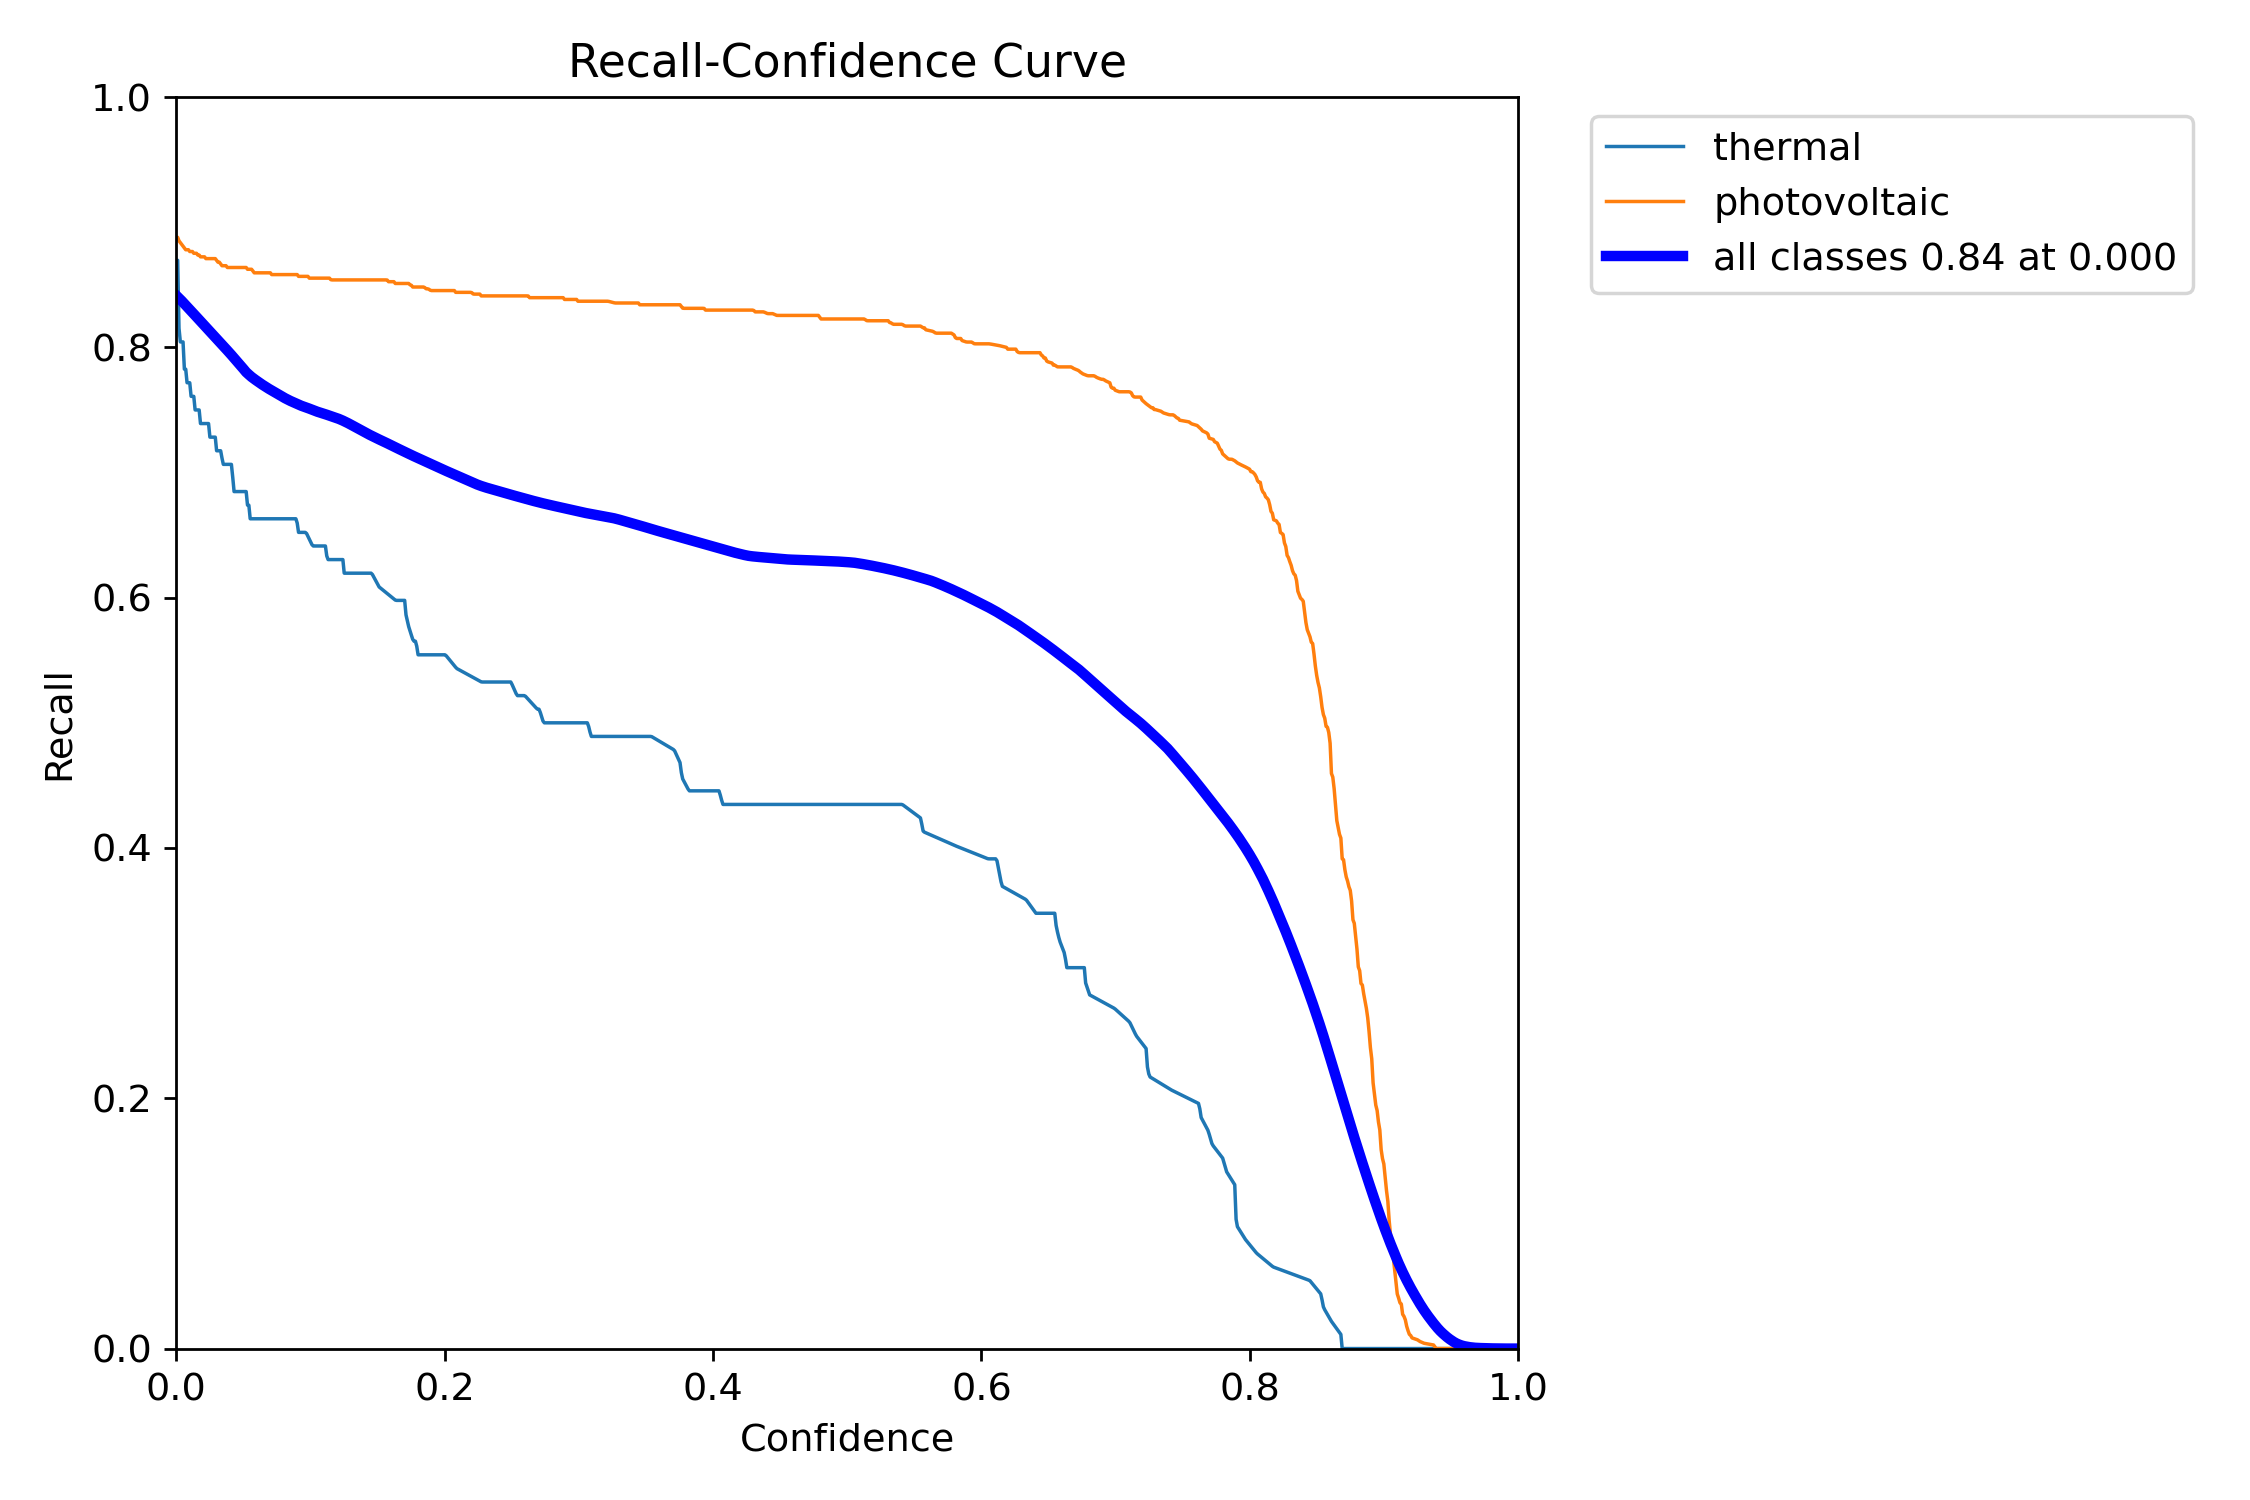 Recall-Confidence Curve
1.0
0.8
0.6
0.4
0.2
0.0
Recall
0.0 0.2 0.4 0.6 0.8 1.0
Confidence
thermal
photovoltaic
all classes 0.84 at 0.000